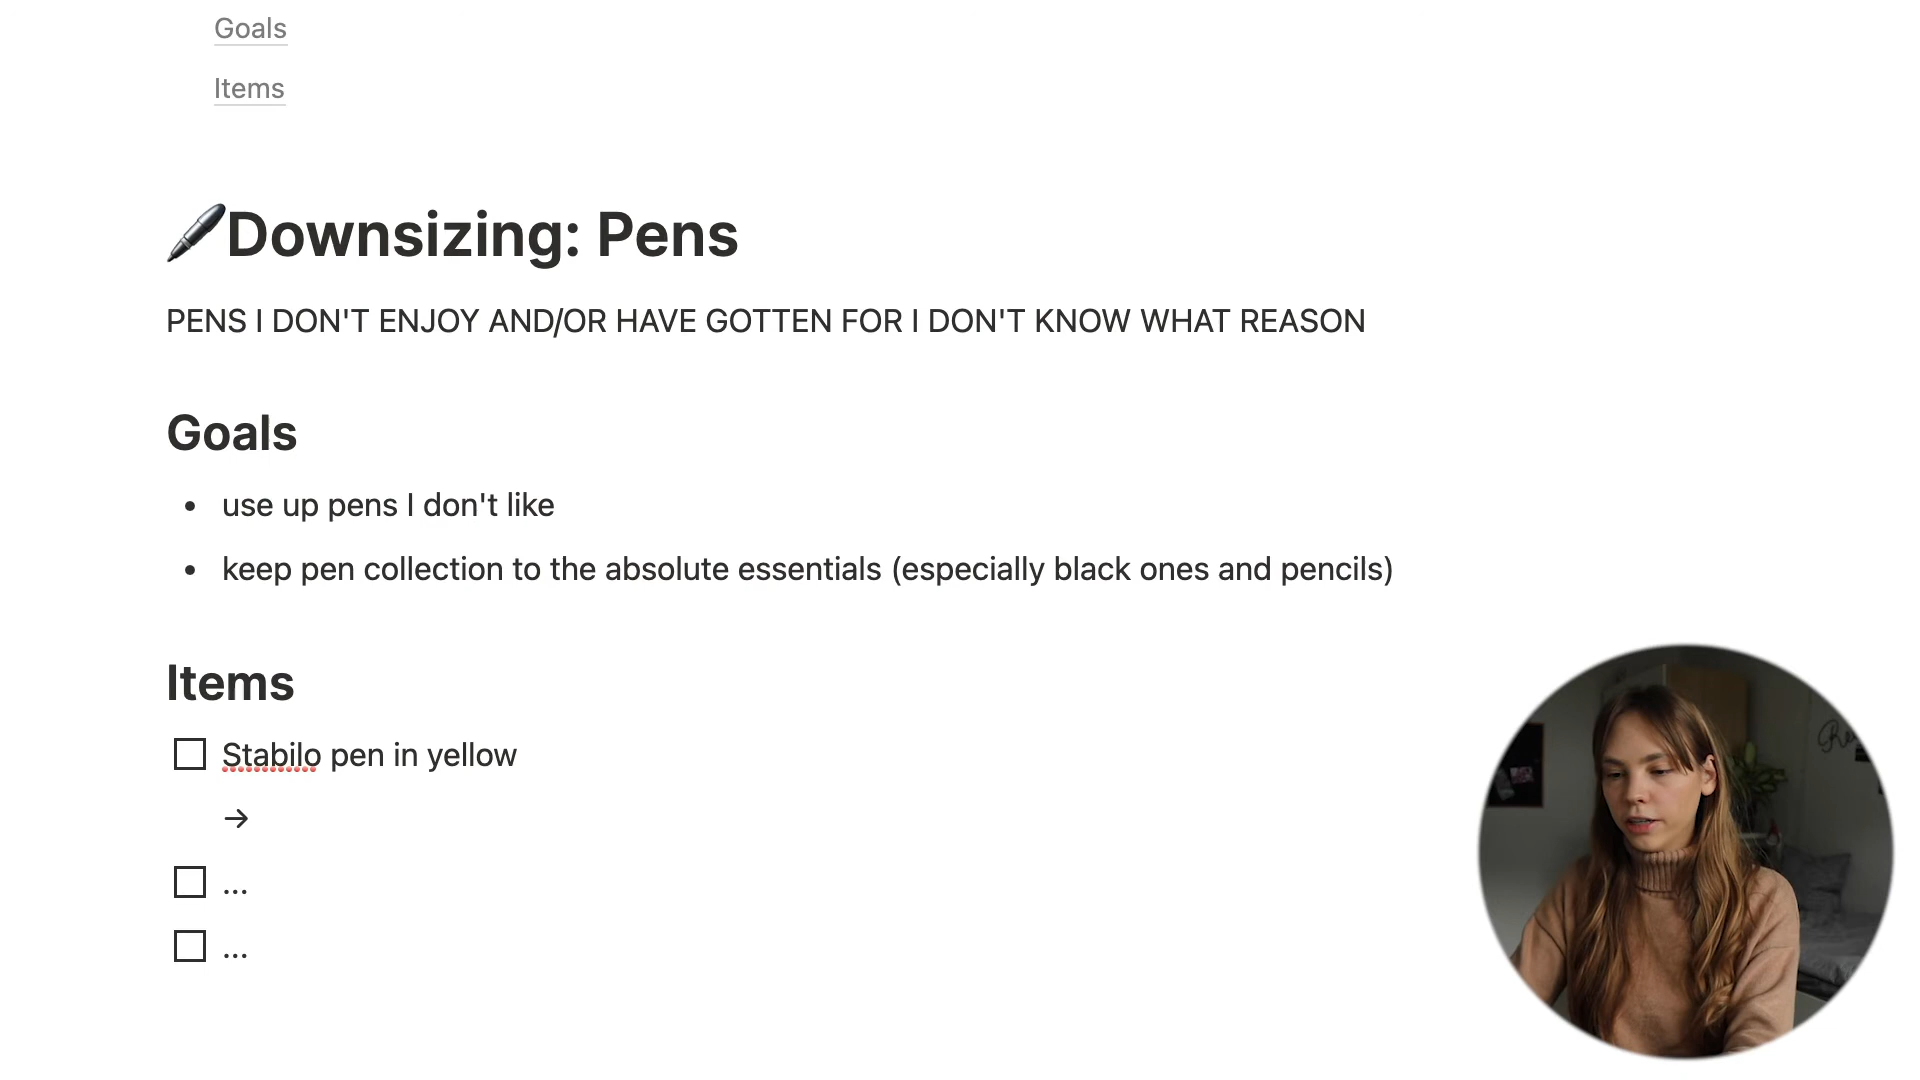 Goals
Items
Downsizing: Pens
PENS I DON'T ENJOY AND/OR HAVE GOTTEN FOR I DON'T KNOW WHAT REASON
Goals
• use up pens I don't like
• keep pen collection to the absolute essentials (especially black ones and pencils)
Items
Stabilo pen in yellow
→
...
...